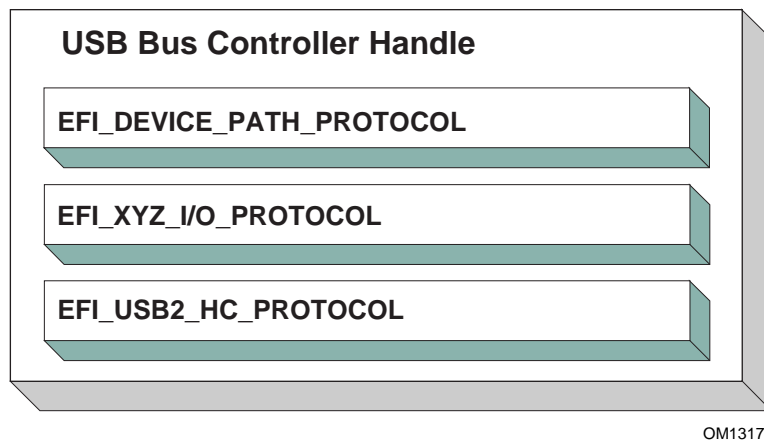 USB Bus Controller Handle
EFI_DEVICE_PATH_PROTOCOL
EFI_XYZ_I/O_PROTOCOL
EFI_USB2_HC_PROTOCOL
OM1317